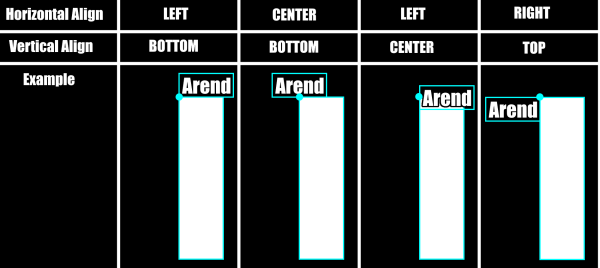 Horizontal Align LEFT CENTER LEFT RIGHT
Vertical Align BOTTOM BOTTOM CENTER TOP
Example Arend Arend Arend Arend